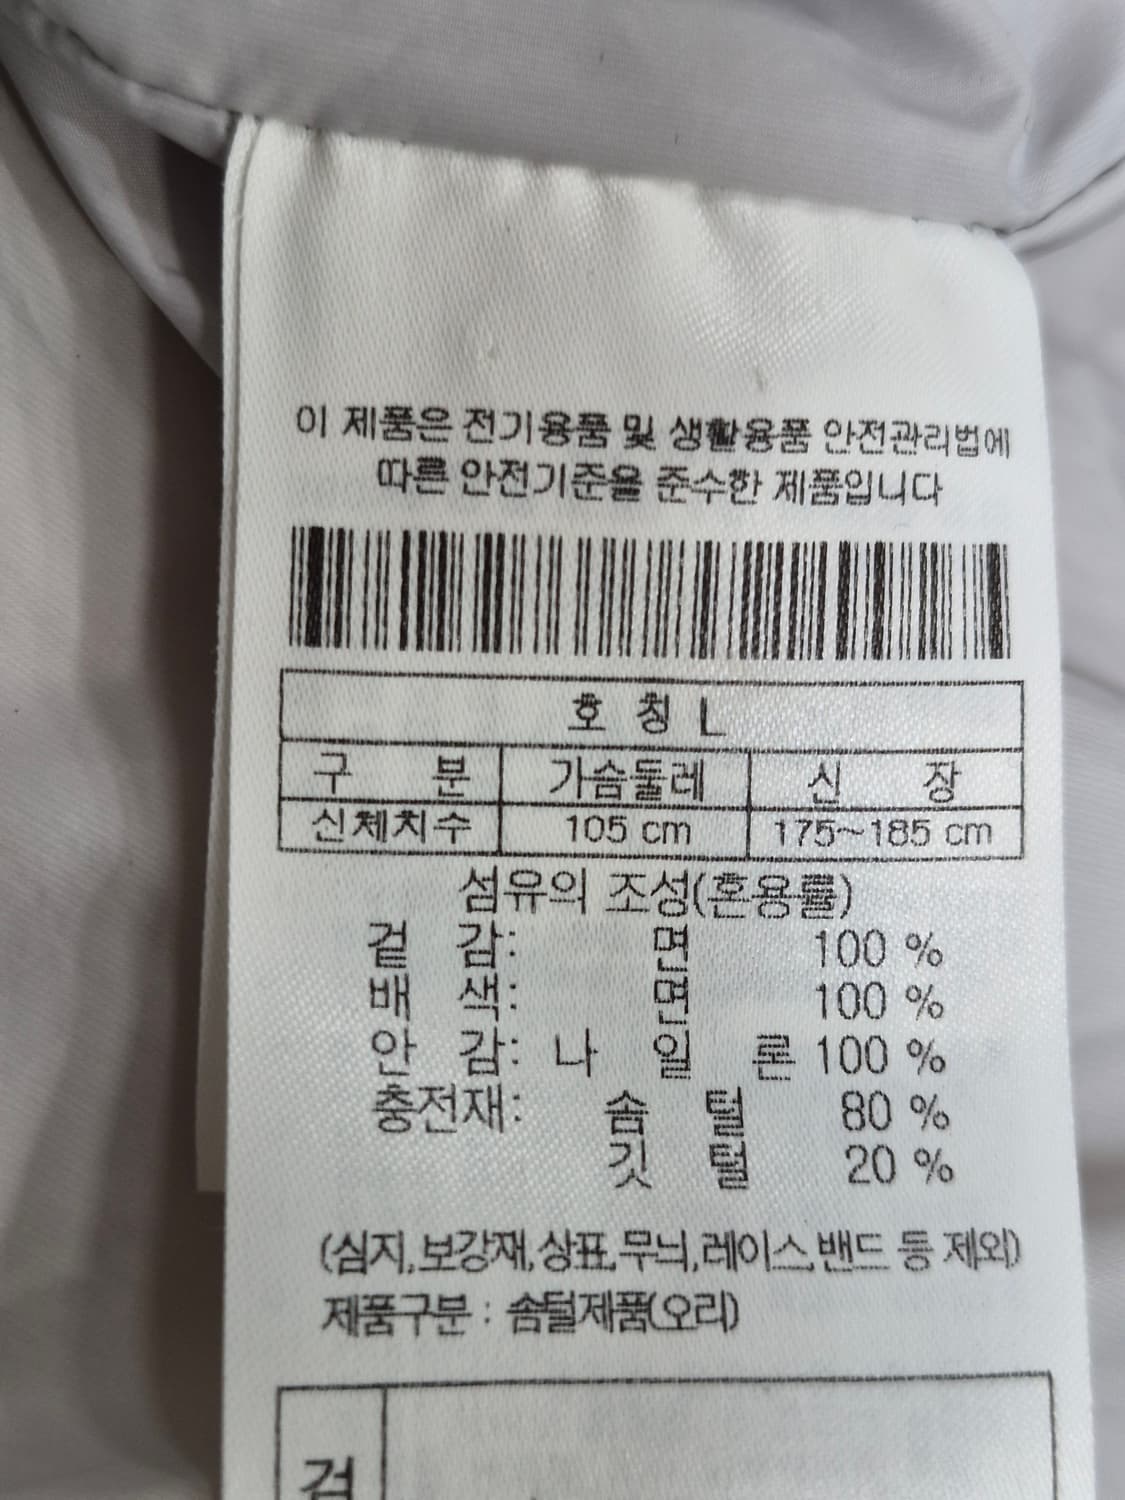 이 제품은 전기용품 및 생활용품 안전관리법에
따른 안전기준을 준수한 제품입니다
호 칭 L
구 분 가슴둘레 신 장
신체치수 105 cm 175~185 cm
섬유의 조성(혼용률)
겉 감: 면 100 %
배 색: 면 100 %
안 감: 나 일 론 100 %
충전재: 솜 털 80 %
깃 털 20 %
(심지,보강재,상표,무늬,레이스,밴드 등 제외)
제품구분 : 솜털제품(오리)
검